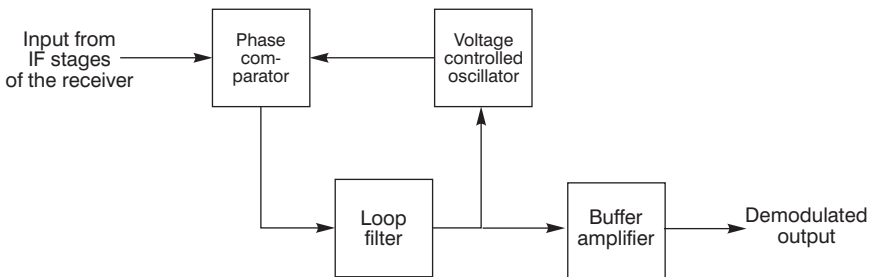 Input from
IF stages
of the receiver
Phase
com-
parator
Voltage
controlled
oscillator
Loop
filter
Buffer
amplifier
Demodulated
output